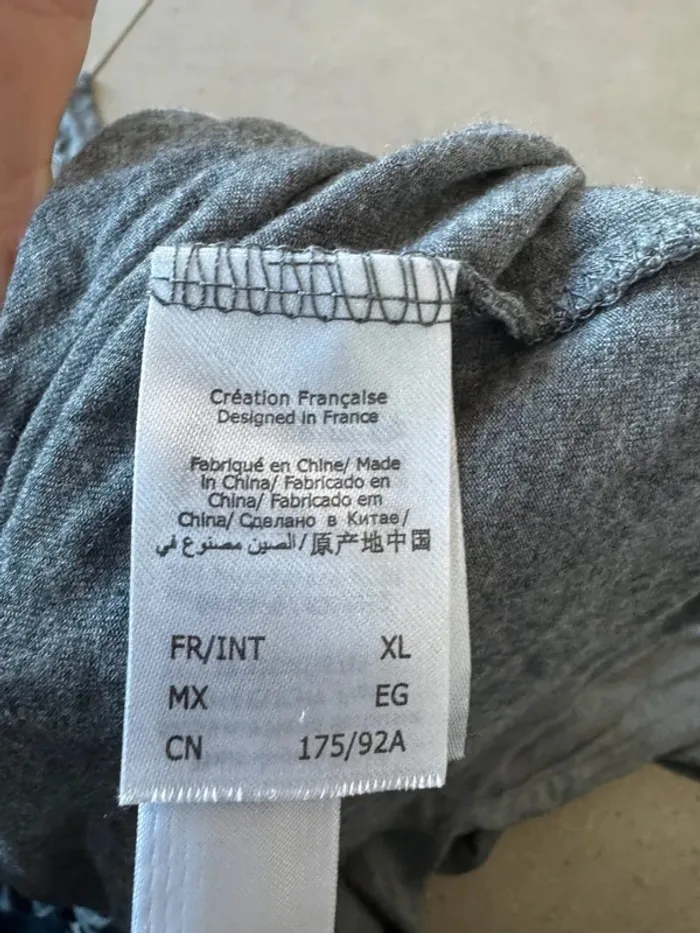 Création Française
Designed in France
Fabriqué en Chine/ Made
in China/ Fabricado en
China/ Fabricado em
China/ Сделано в Китае/
الصين مصنوع في/原产地中国
FR/INT XL
MX EG
CN 175/92A